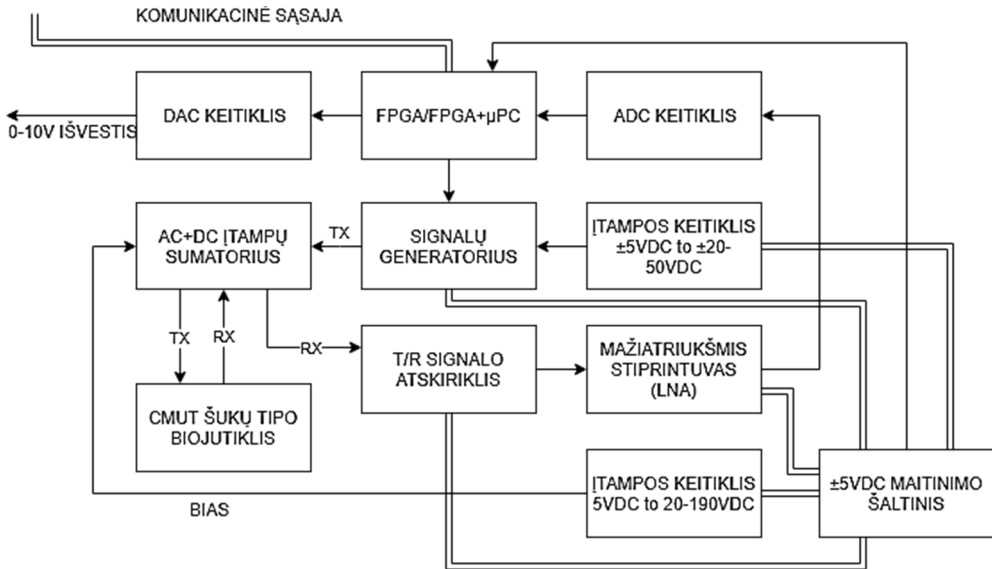 KOMUNIKACINĖ SĄSAJA
DAC KEITIKLIS
FPGA/FPGA+µPC
ADC KEITIKLIS
0-10V IŠVESTIS
AC+DC ĮTAMPŲ
SUMATORIUS
TX
SIGNALŲ
GENERATORIUS
ĮTAMPOS KEITIKLIS
±5VDC to ±20-
50VDC
TX
RX
RX
T/R SIGNALO
ATSKIRIKLIS
MAŽIATRIUKŠMIS
STIPRINTUVAS
(LNA)
CMUT ŠUKŲ TIPO
BIOJUTIKLIS
ĮTAMPOS KEITIKLIS
5VDC to 20-190VDC
±5VDC MAITINIMO
ŠALTINIS
BIAS